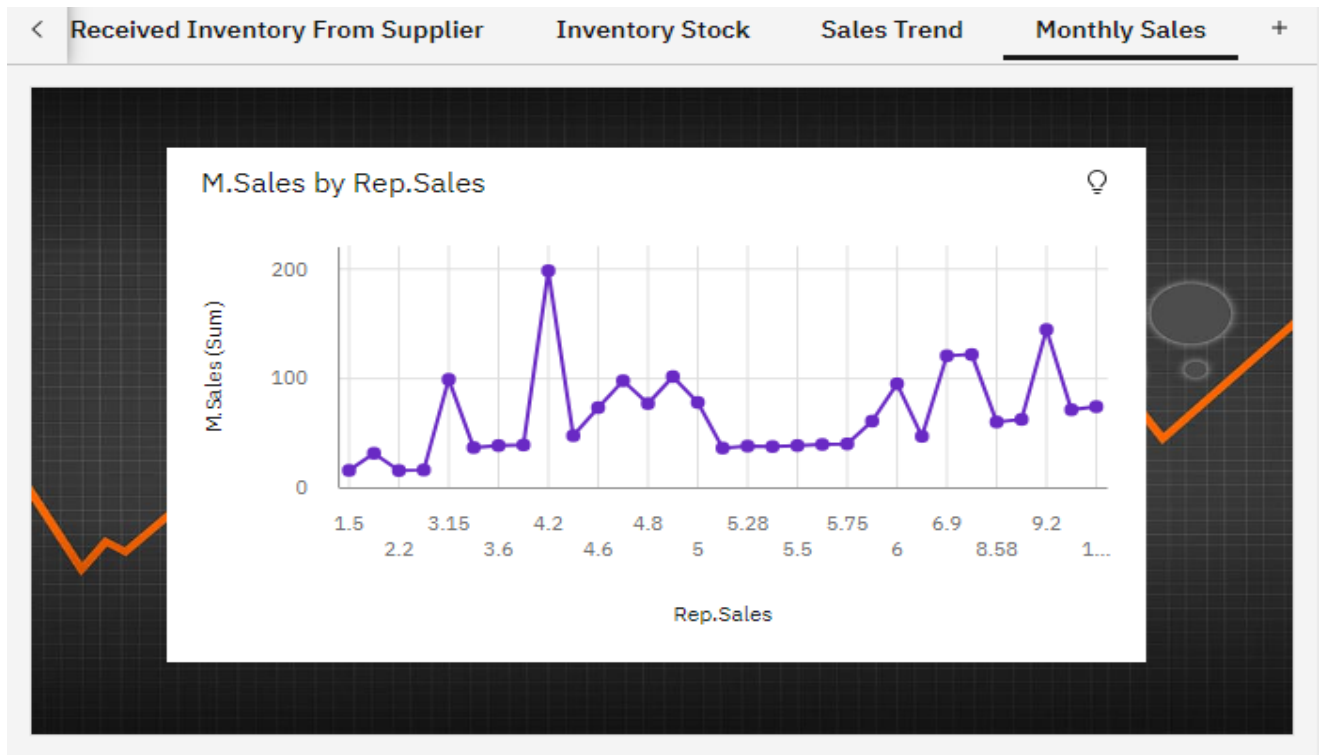 < Received Inventory From Supplier Inventory Stock Sales Trend Monthly Sales +
M.Sales by Rep.Sales
M.Sales (Sum)
200
100
0
1.5 3.15 4.2 4.8 5.28 5.75 6.9 9.2
2.2 3.6 4.6 5 5.5 6 8.58 1...
Rep.Sales